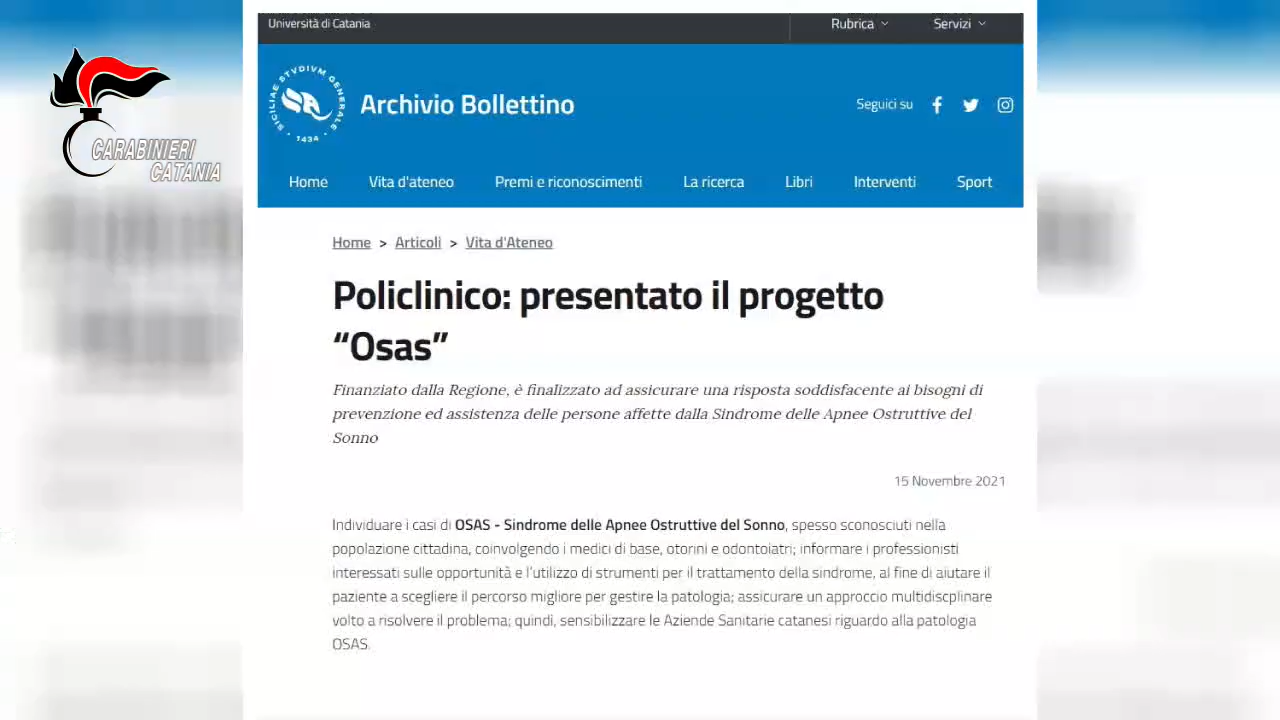 Università di Catania
Rubrica
Servizi
CARABINIERI
CATANIA
SICILIAE STVDIVM GENERALE
1434
Archivio Bollettino
Seguici su
Home
Vita d'ateneo
Premi e riconoscimenti
La ricerca
Libri
Interventi
Sport
Home > Articoli > Vita d'Ateneo
Policlinico: presentato il progetto
“Osas”
Finanziato dalla Regione, è finalizzato ad assicurare una risposta soddisfacente ai bisogni di
prevenzione ed assistenza delle persone affette dalla Sindrome delle Apnee Ostruttive del
Sonno
15 Novembre 2021
Individuare i casi di OSAS - Sindrome delle Apnee Ostruttive del Sonno, spesso sconosciuti nella
popolazione cittadina, coinvolgendo i medici di base, otorini e odontoiatri; informare i professionisti
interessati sulle opportunità e l'utilizzo di strumenti per il trattamento della sindrome, al fine di aiutare il
paziente a scegliere il percorso migliore per gestire la patologia; assicurare un approccio multidiscplinare
volto a risolvere il problema; quindi, sensibilizzare le Aziende Sanitarie catanesi riguardo alla patologia
OSAS.